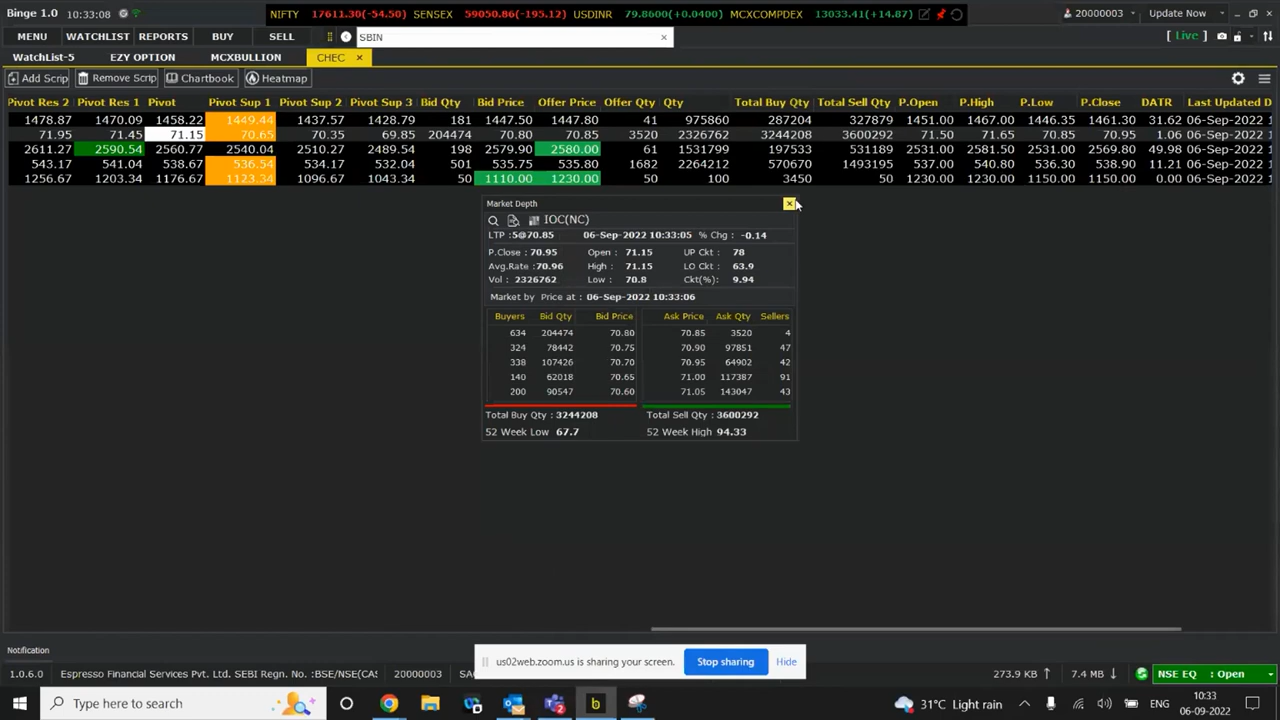 Binge 1.0 10:33:08 NIFTY 17611.30(-54.50) SENSEX 59050.86(-195.12) USDINR 79.8600(+0.0400) MCXCOMPDEX 13033.41(+14.87) 20000003 Update Now
MENU WATCHLIST REPORTS BUY SELL SBIN [ Live ]
WatchList-5 EZY OPTION MCXBULLION CHEC
Add Scrip Remove Scrip Chartbook Heatmap
Pivot Res 2 Pivot Res 1 Pivot Pivot Sup 1 Pivot Sup 2 Pivot Sup 3 Bid Qty Bid Price Offer Price Offer Qty Qty Total Buy Qty Total Sell Qty P.Open P.High P.Low P.Close DATR Last Updated D
1478.87 1470.09 1458.22 1449.44 1437.57 1428.79 181 1447.50 1447.80 41 975860 287204 327879 1451.00 1467.00 1446.35 1461.30 31.62 06-Sep-2022 1
71.95 71.45 71.15 70.65 70.35 69.85 204474 70.80 70.85 3520 2326762 3244208 3600292 71.50 71.65 70.85 70.95 1.06 06-Sep-2022 1
2611.27 2590.54 2560.77 2540.04 2510.27 2489.54 198 2579.90 2580.00 61 1531799 197533 531189 2531.00 2581.50 2531.00 2569.80 49.98 06-Sep-2022 1
543.17 541.04 538.67 536.54 534.17 532.04 501 535.75 535.80 1682 2264212 570670 1493195 537.00 540.80 536.30 538.90 11.21 06-Sep-2022 1
1256.67 1203.34 1176.67 1123.34 1096.67 1043.34 50 1110.00 1230.00 50 100 3450 50 1230.00 1230.00 1150.00 1150.00 0.00 06-Sep-2022 1
Market Depth
IOC(NC)
LTP :5@70.85 06-Sep-2022 10:33:05 % Chg : -0.14
P.Close : 70.95 Open : 71.15 UP Ckt : 78
Avg.Rate : 70.96 High : 71.15 LO Ckt : 63.9
Vol : 2326762 Low : 70.8 Ckt(%): 9.94
Market by Price at : 06-Sep-2022 10:33:06
Buyers Bid Qty Bid Price Ask Price Ask Qty Sellers
634 204474 70.80 70.85 3520 4
324 78442 70.75 70.90 97851 47
338 107426 70.70 70.95 64902 42
140 62018 70.65 71.00 117387 91
200 90547 70.60 71.05 143047 43
Total Buy Qty : 3244208 Total Sell Qty : 3600292
52 Week Low 67.7 52 Week High 94.33
Notification
us02web.zoom.us is sharing your screen. Stop sharing Hide
1.0.6.0 Espresso Financial Services Pvt. Ltd. SEBI Regn. No. :BSE/NSE(CAS 20000003 SA 273.9 KB 7.4 MB NSE EQ : Open
Type here to search 31°C Light rain ENG 10:33
06-09-2022